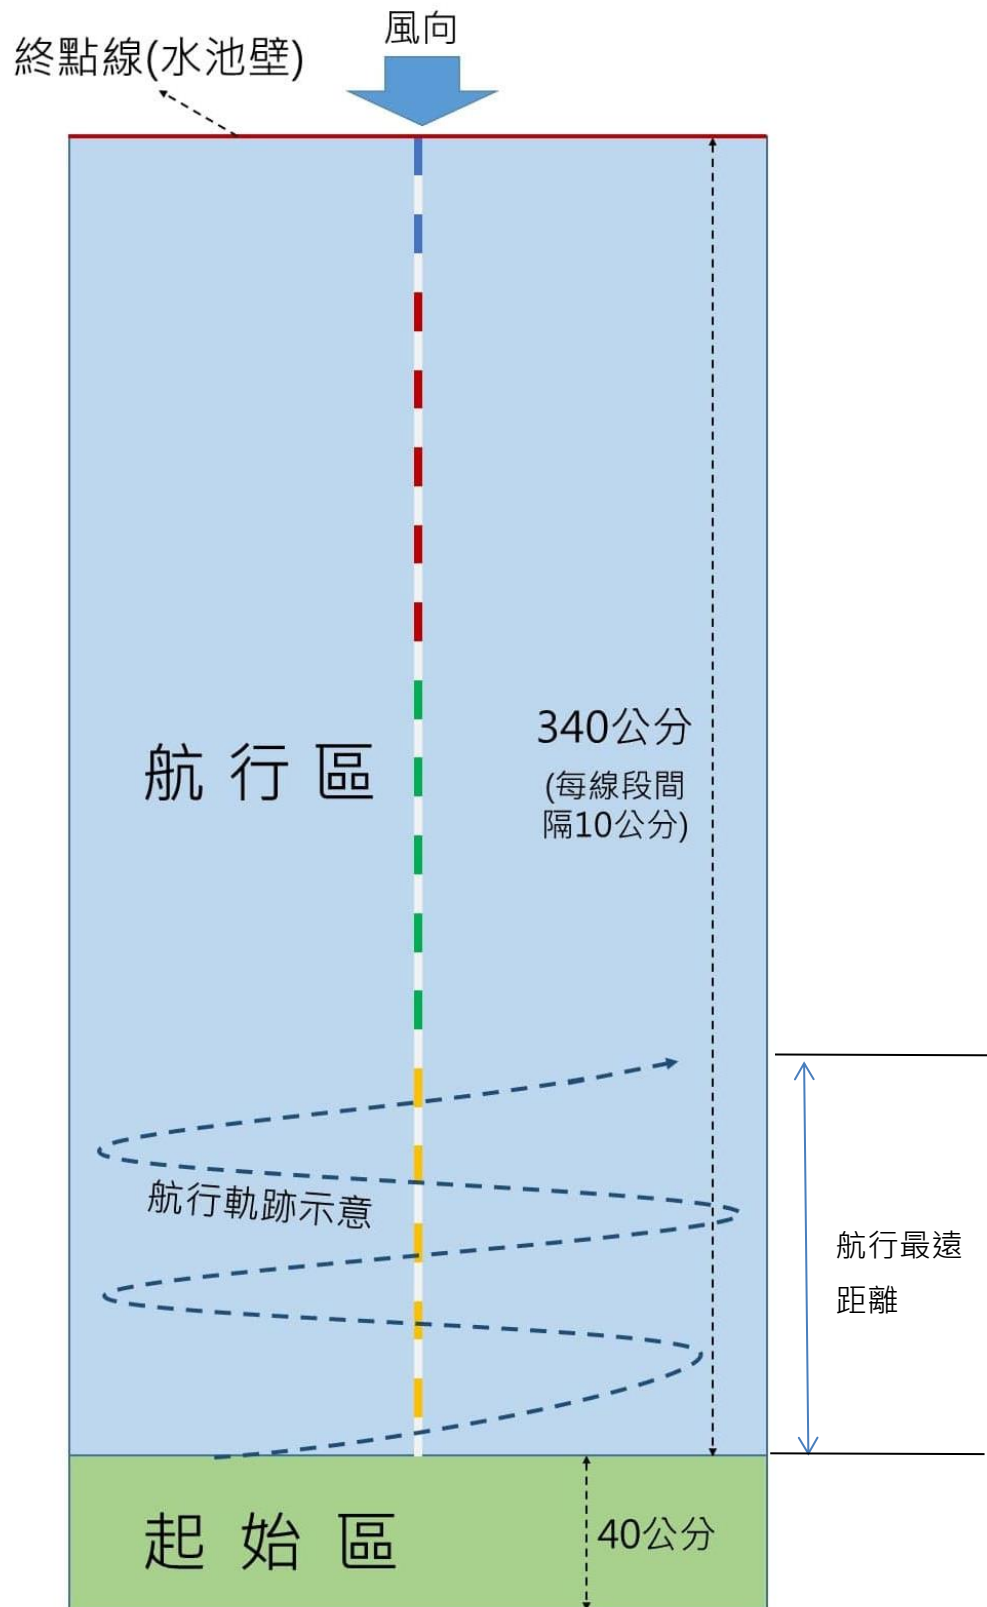 風向
終點線(水池壁)
航行區
340公分
(每線段間
隔10公分)
航行軌跡示意
航行最遠
距離
起始區
40公分